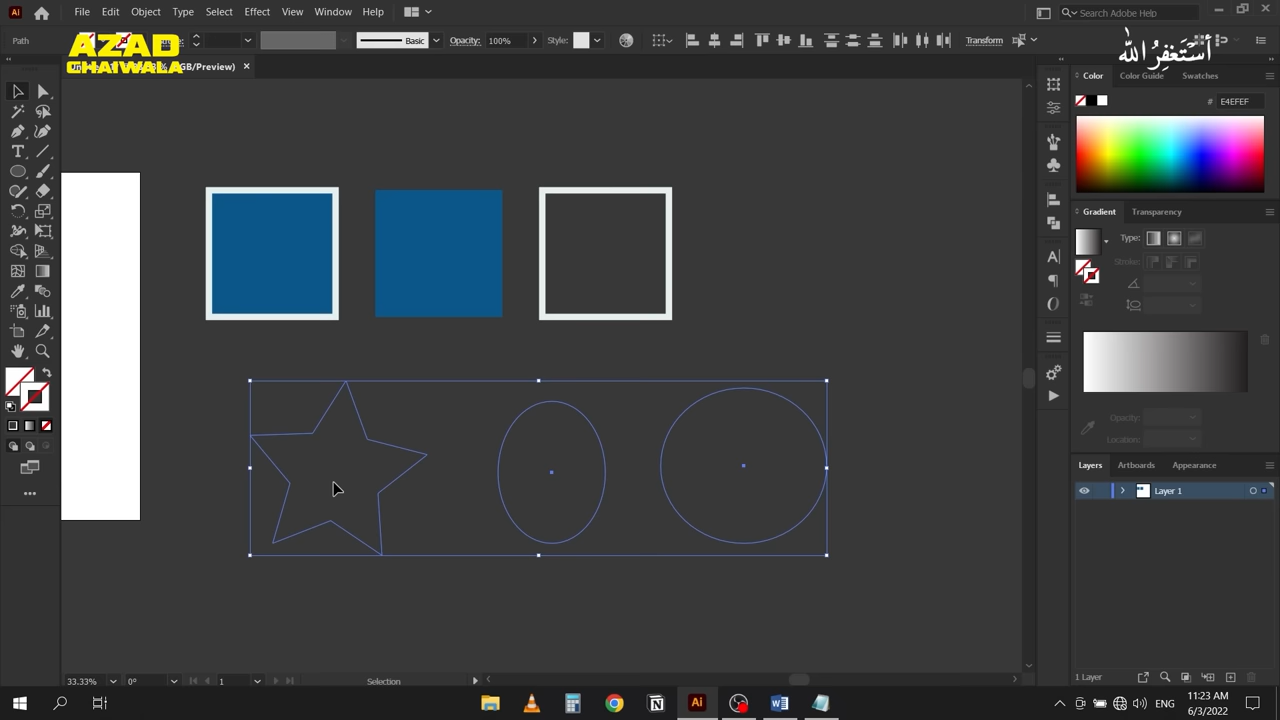 Ai File Edit Object Type Select Effect View Window Help Search Adobe Help
Path Basic Opacity: 100% Style: Transform
AZAD
CHAIWALA
أَسْتَغْفِرُ اللّٰه
GB/Preview)
Color Color Guide Swatches
# E4EFEF
Gradient Transparency
Type:
Stroke:
Opacity:
Location:
Layers Artboards Appearance
Layer 1
33.33% 0° 1 Selection 1 Layer
ENG 11:23 AM
6/3/2022